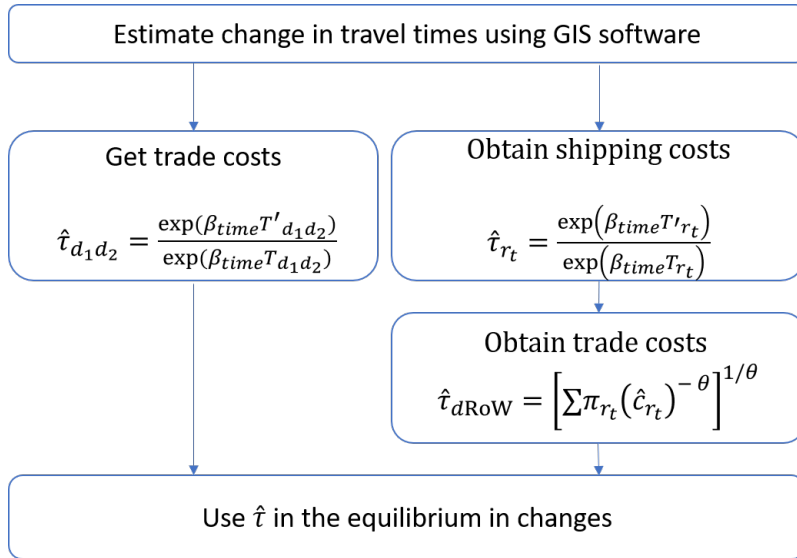 Estimate change in travel times using GIS software
Get trade costs
τ̂_{d₁d₂} = exp(β_{time}T′_{d₁d₂}) / exp(β_{time}T_{d₁d₂})
Obtain shipping costs
τ̂_{r_t} = exp(β_{time}T′_{r_t}) / exp(β_{time}T_{r_t})
Obtain trade costs
τ̂_{dRoW} = [∑π_{r_t}(ĉ_{r_t})^{−θ}]^{1/θ}
Use τ̂ in the equilibrium in changes